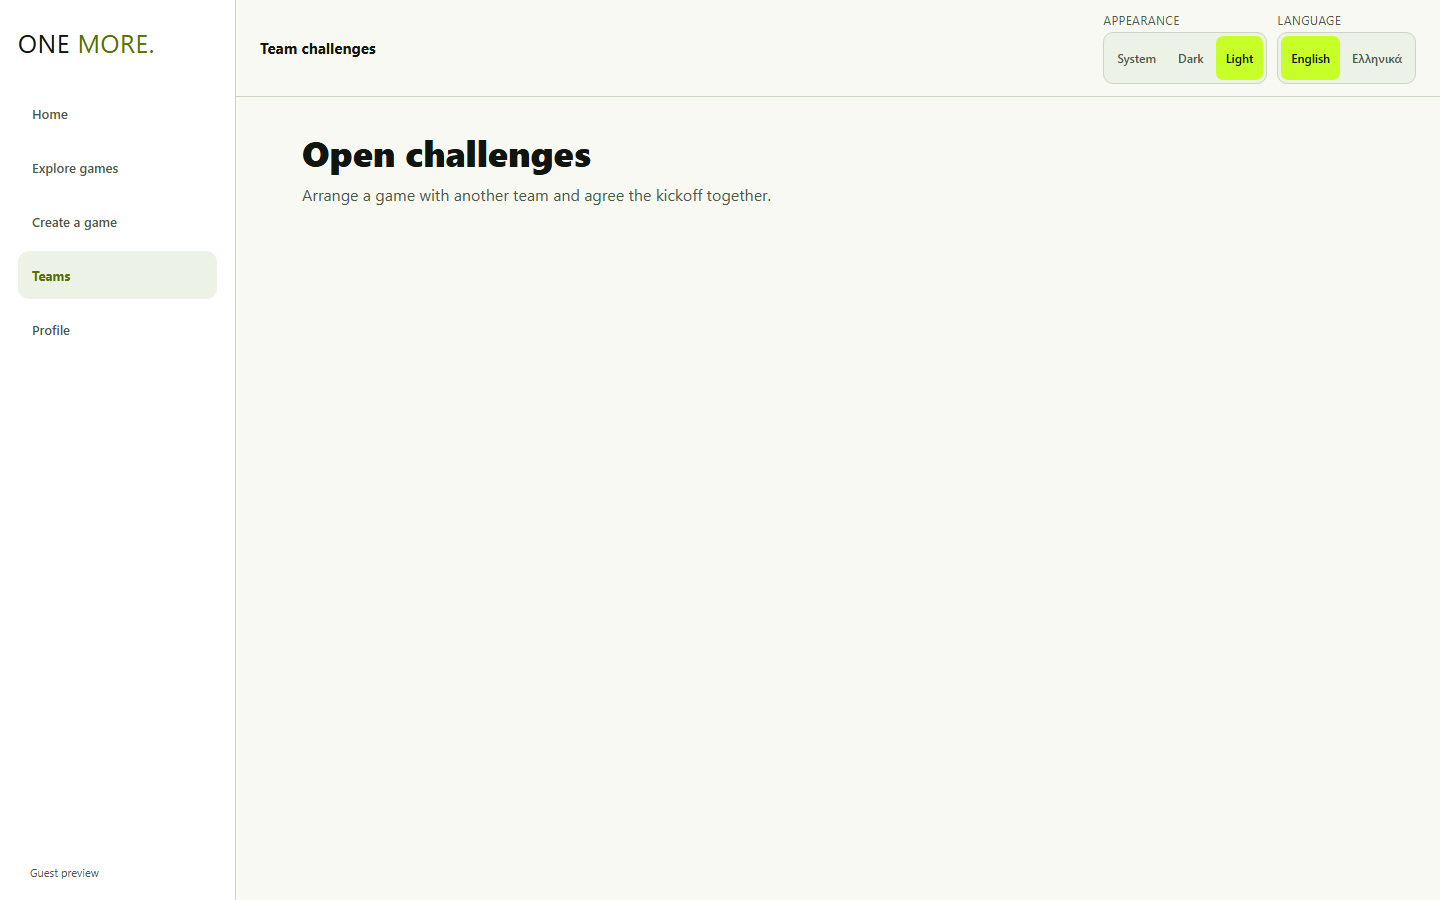 ONE MORE.
Home
Explore games
Create a game
Teams
Profile
Guest preview
Team challenges
APPEARANCE
System Dark Light
LANGUAGE
English Ελληνικά
Open challenges
Arrange a game with another team and agree the kickoff together.